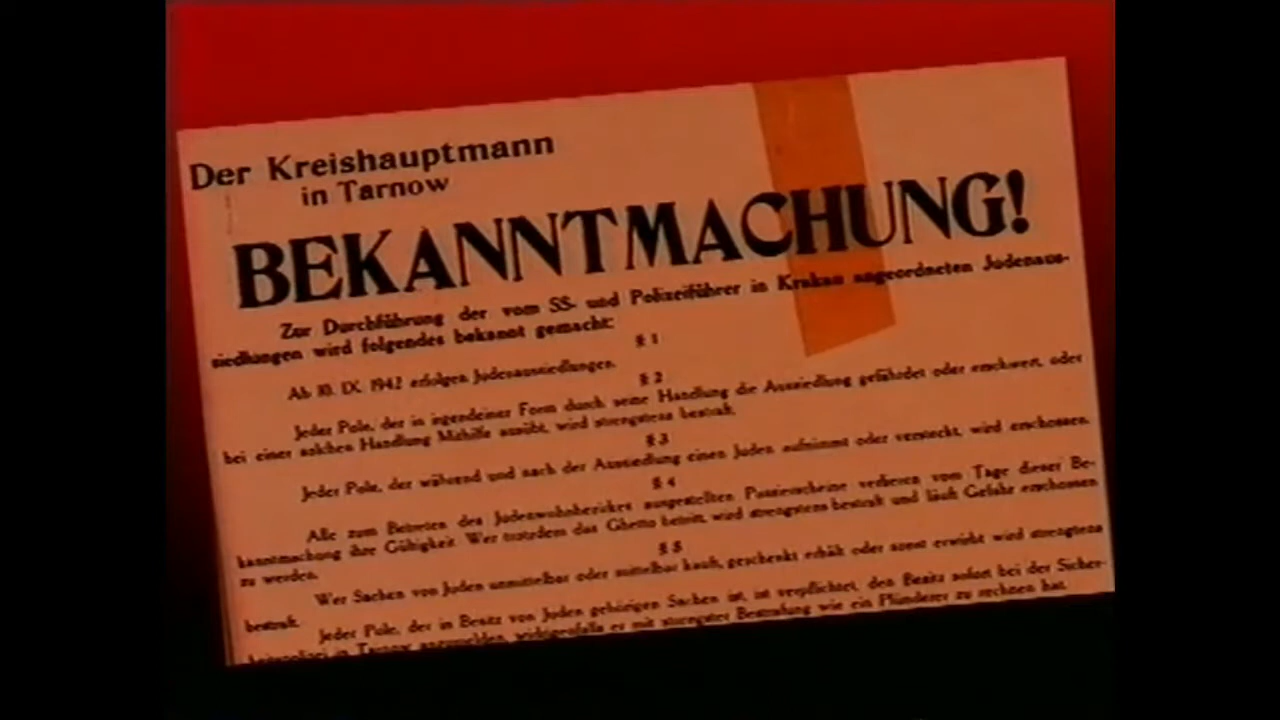 Der Kreishauptmann
in Tarnow
BEKANNTMACHUNG!
Zur Durchführung der vom SS- und Polizeiführer in Krakau angeordneten Judenaus-
siedlungen wird folgendes bekannt gemacht:
§ 1
Ab 10. IX. 1942 erfolgen Judenaussiedlungen.
§ 2
Jeder Pole, der in irgendeiner Form durch seine Handlung die Aussiedlung gefährdet oder erschwert, oder
bei einer solchen Handlung Mithilfe ausübt, wird strengstens bestraft.
§ 3
Jeder Pole, der während und nach der Aussiedlung einen Juden aufnimmt oder versteckt, wird erschossen.
§ 4
Alle zum Betreten des Judenwohnbezirkes ausgestellten Passierscheine verlieren vom Tage dieser Be-
kanntmachung ihre Gültigkeit. Wer trotzdem das Ghetto betritt, wird strengstens bestraft und läuft Gefahr erschossen
zu werden.
§ 5
Wer Sachen von Juden unmittelbar oder mittelbar kauft, geschenkt erhält oder sonst erwirbt wird strengstens
bestraft.
Jeder Pole, der in Besitz von Juden gehörigen Sachen ist, ist verpflichtet, den Besitz sofort bei der Sicher-
in Tarnow anzumelden, widrigenfalls er mit strengster Bestrafung wie ein Plünderer zu rechnen hat.